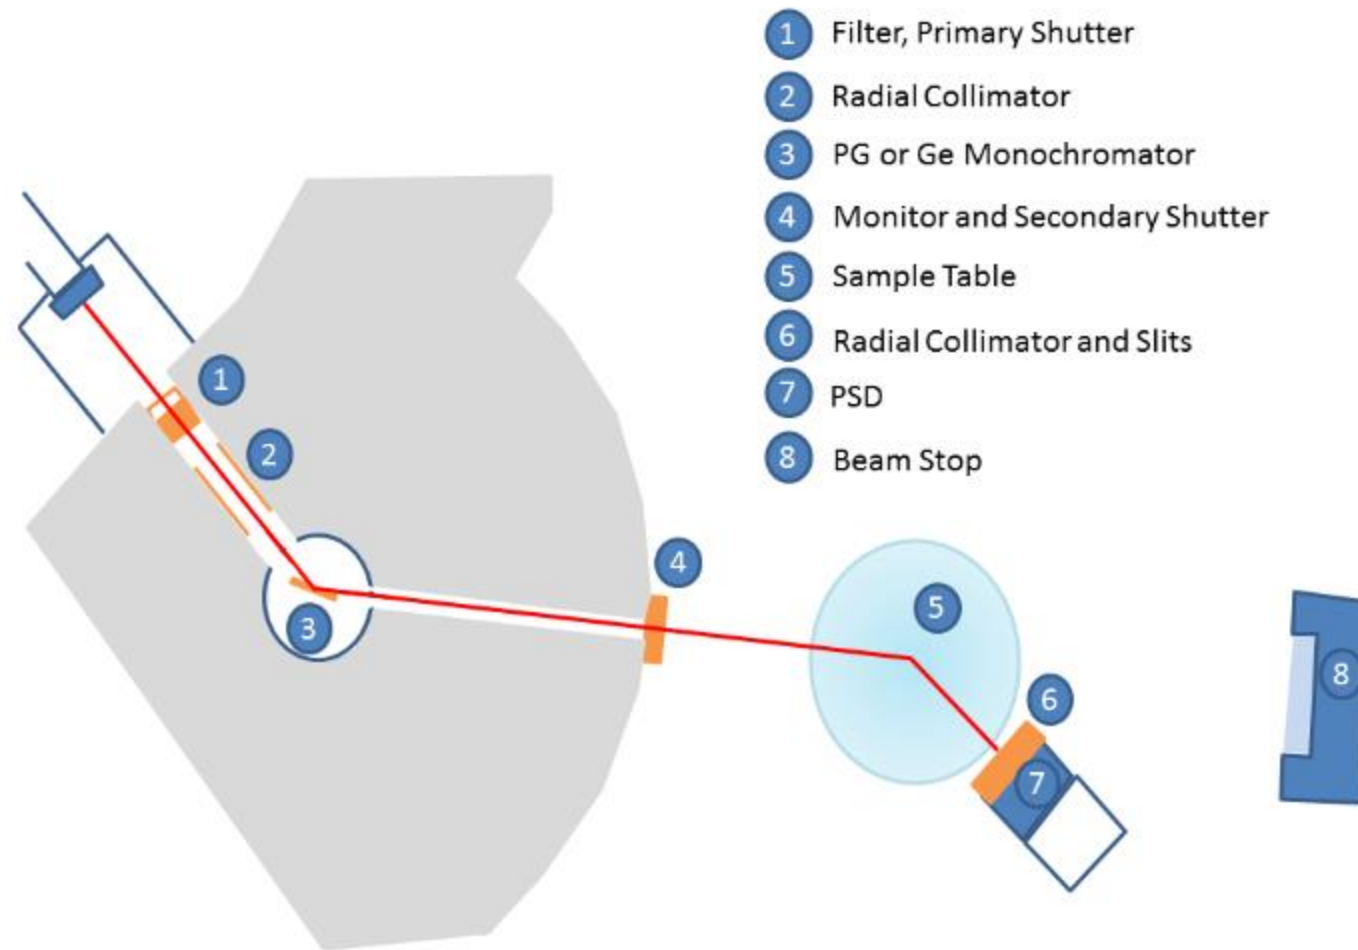 1 Filter, Primary Shutter
2 Radial Collimator
3 PG or Ge Monochromator
4 Monitor and Secondary Shutter
5 Sample Table
6 Radial Collimator and Slits
7 PSD
8 Beam Stop
1
2
4
5
3
8
6
7